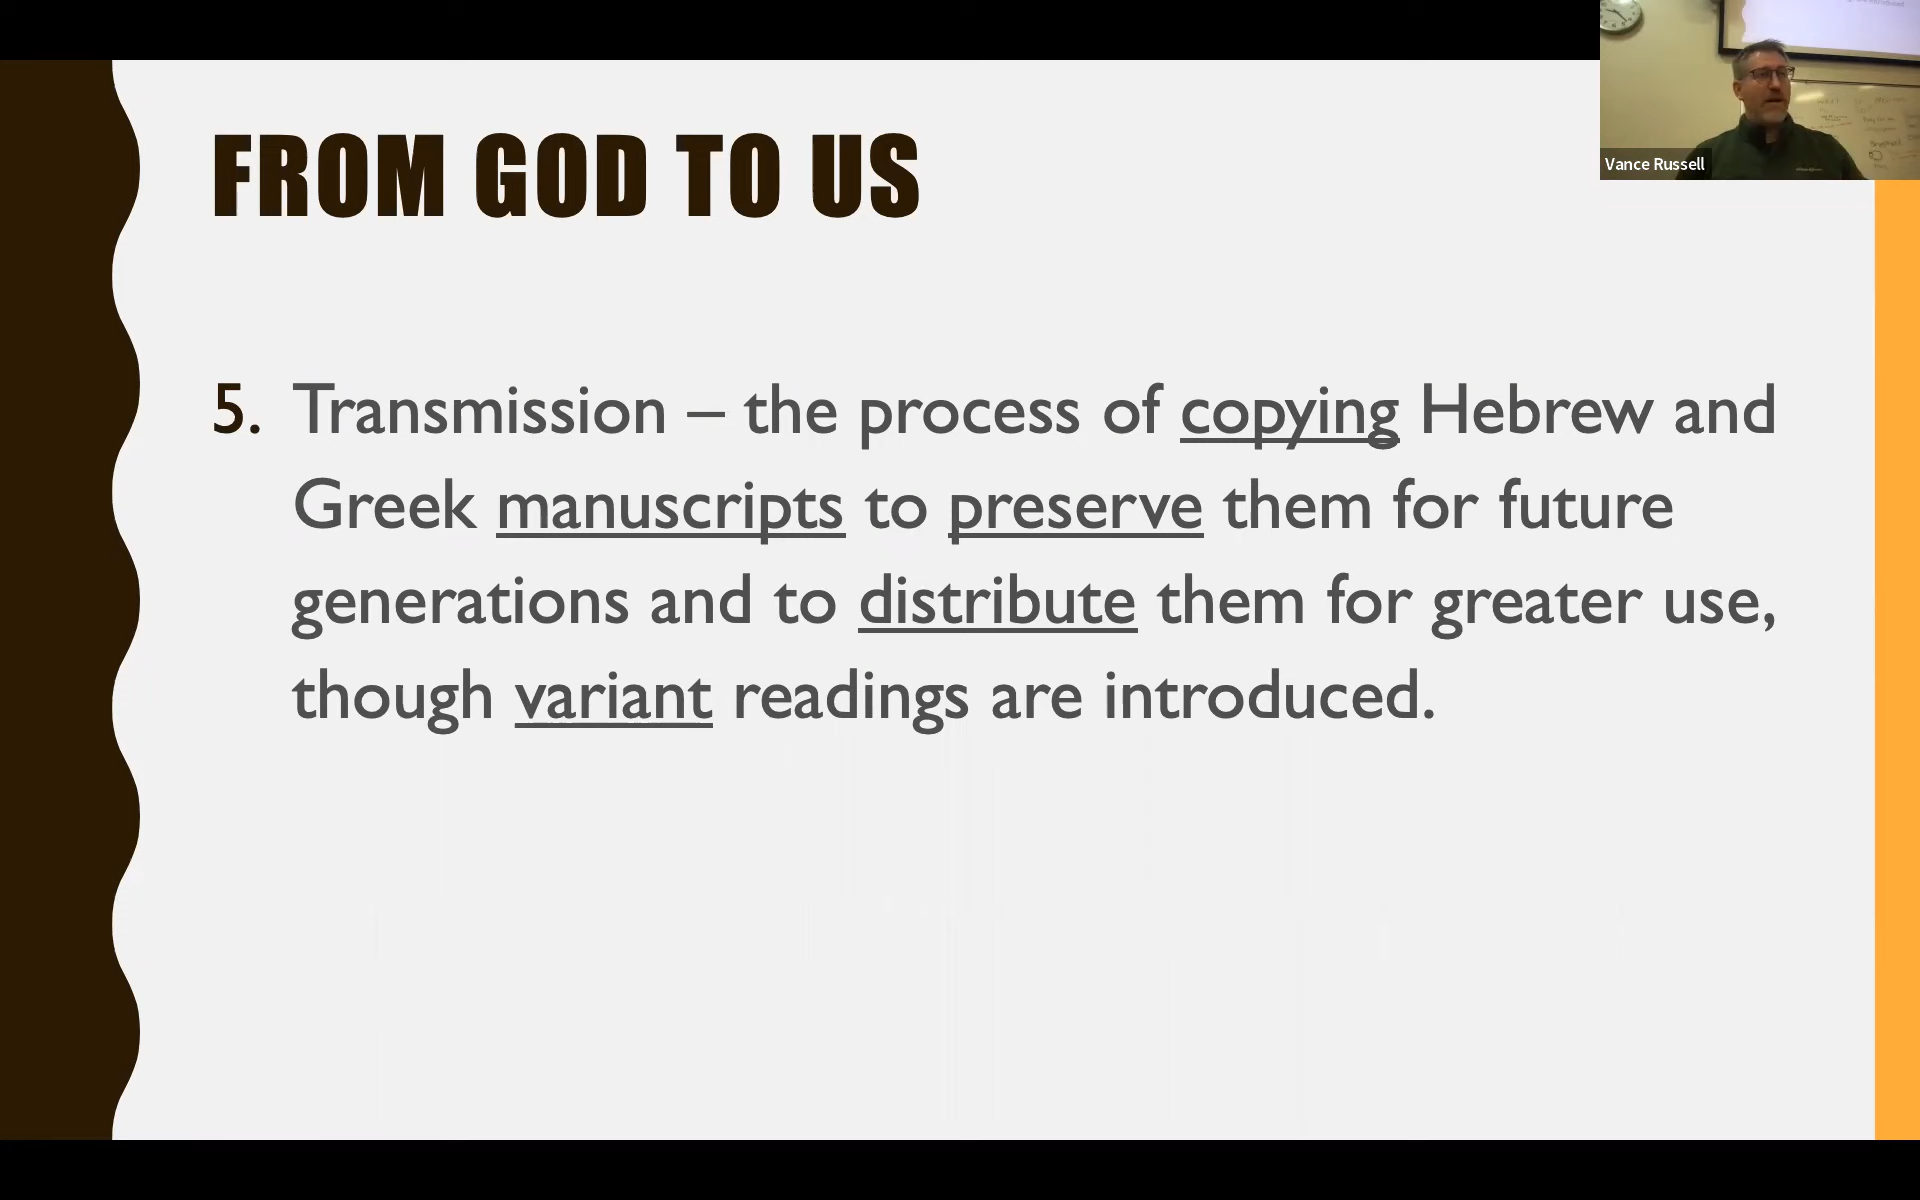 FROM GOD TO US
5. Transmission – the process of copying Hebrew and
Greek manuscripts to preserve them for future
generations and to distribute them for greater use,
though variant readings are introduced.
Vance Russell